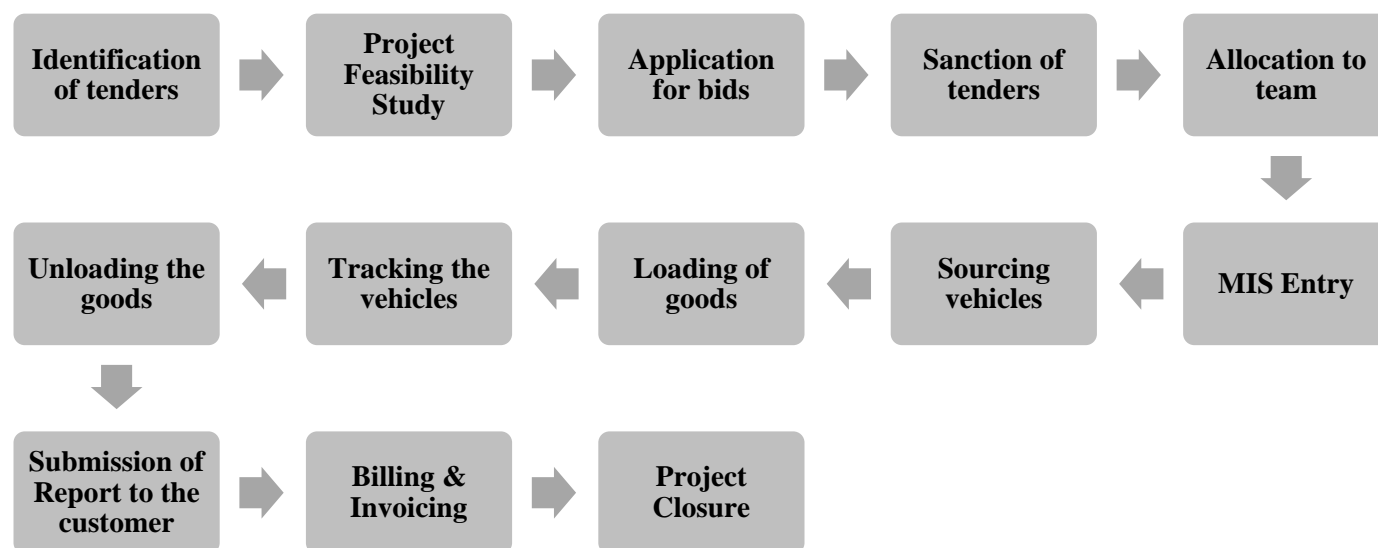 Identification
of tenders
Project
Feasibility
Study
Application
for bids
Sanction of
tenders
Allocation to
team
MIS Entry
Sourcing
vehicles
Loading of
goods
Tracking the
vehicles
Unloading the
goods
Submission of
Report to the
customer
Billing &
Invoicing
Project
Closure